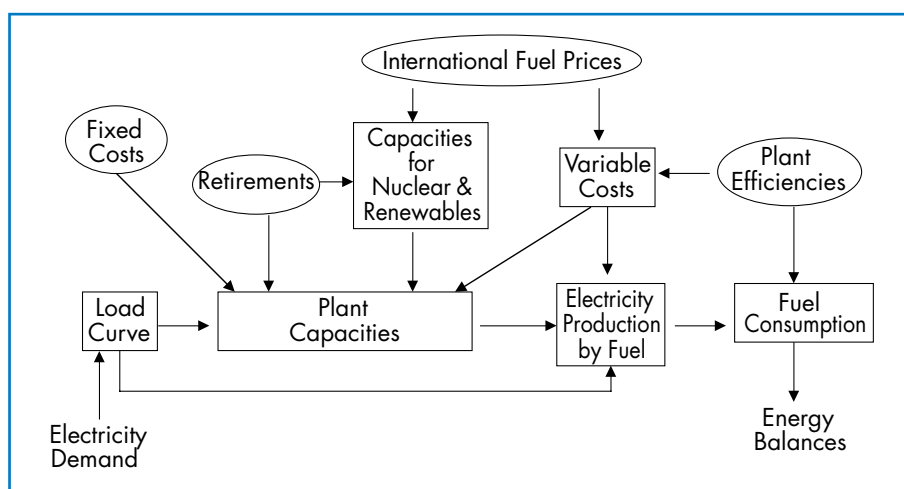 International Fuel Prices
Fixed
Costs
Capacities
for
Nuclear &
Renewables
Retirements
Variable
Costs
Plant
Efficiencies
Load
Curve
Plant
Capacities
Electricity
Production
by Fuel
Fuel
Consumption
Electricity
Demand
Energy
Balances